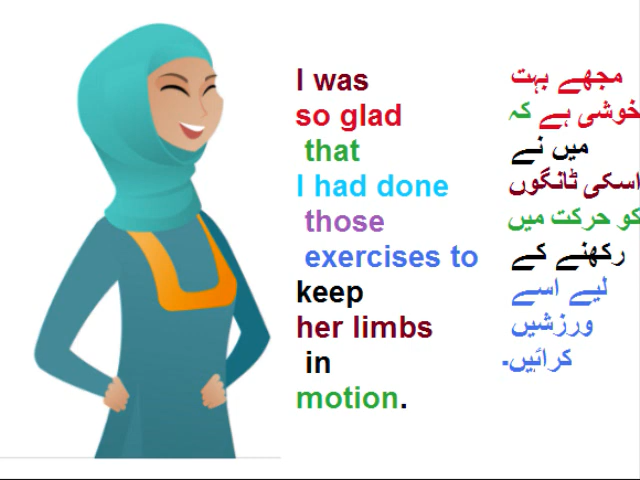 I was
so glad
that
I had done
those
exercises to
keep
her limbs
in
motion.
مجھے بہت
خوشی ہے کہ
میں نے
اسکی ٹانگوں
کو حرکت میں
رکھنے کے
لیے اسے
ورزشیں
کرائیں۔